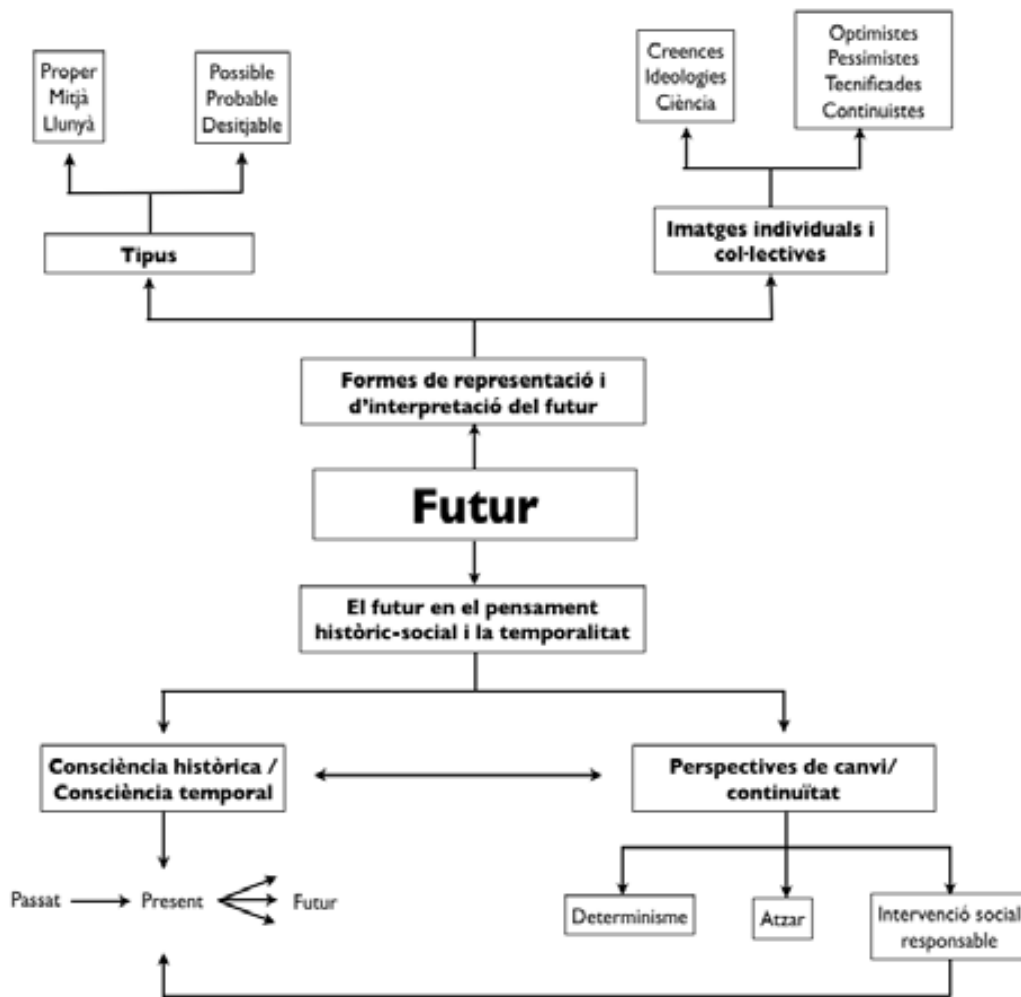 Proper
Mitjà
Llunyà
Possible
Probable
Desitjable
Creences
Ideologies
Ciència
Optimistes
Pessimistes
Tecnificades
Continuistes
Tipus
Imatges individuals i
col·lectives
Formes de representació i
d'interpretació del futur
Futur
El futur en el pensament
històric-social i la temporalitat
Consciència històrica /
Consciència temporal
Perspectives de canvi/
continuïtat
Passat
Present
Futur
Determinisme
Atzar
Intervenció social
responsable